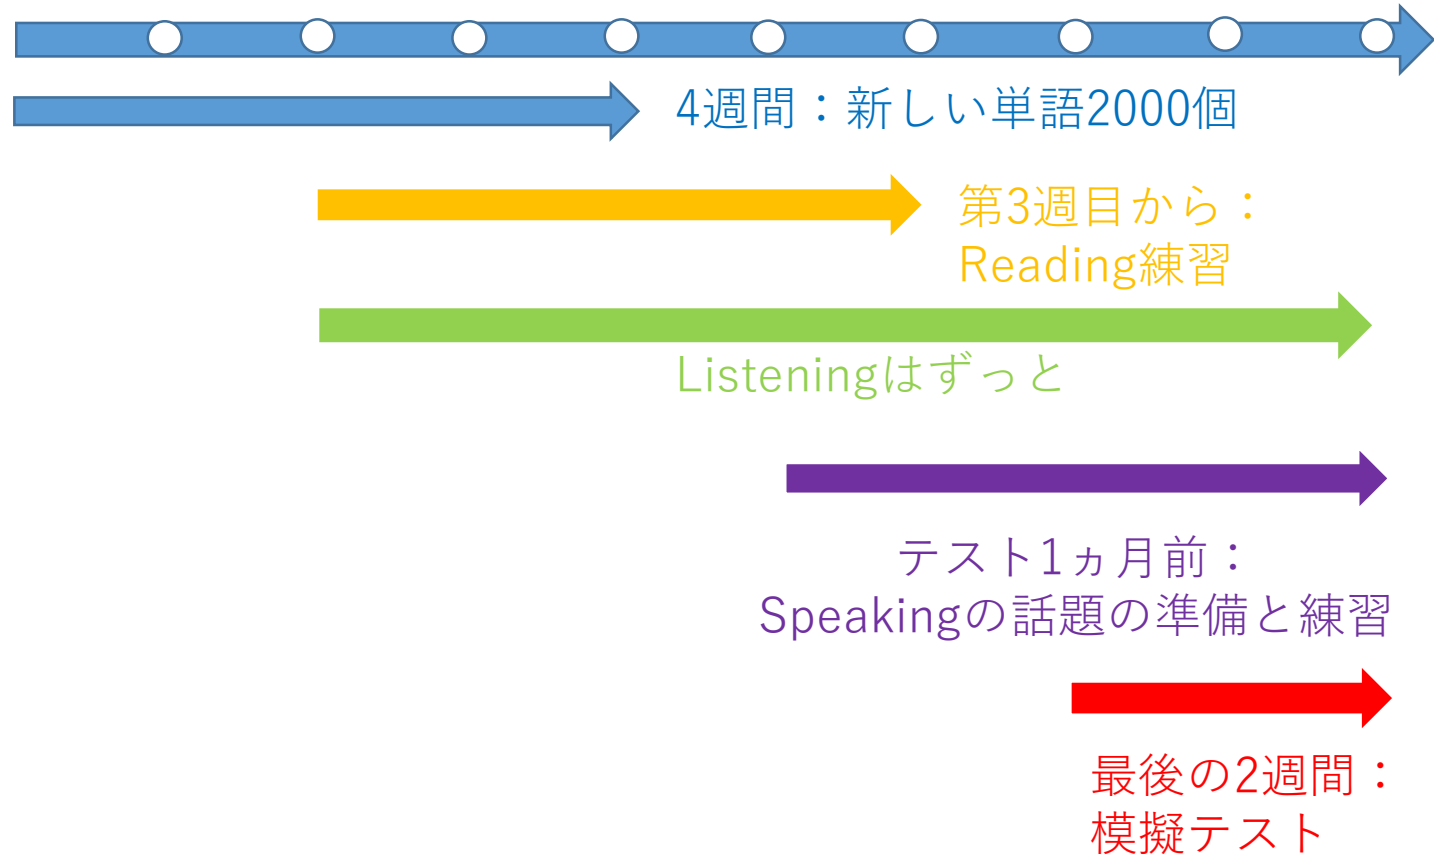 4週間：新しい単語2000個
第3週目から：
Reading練習
Listeningはずっと
テスト1ヵ月前：
Speakingの話題の準備と練習
最後の2週間：
模擬テスト